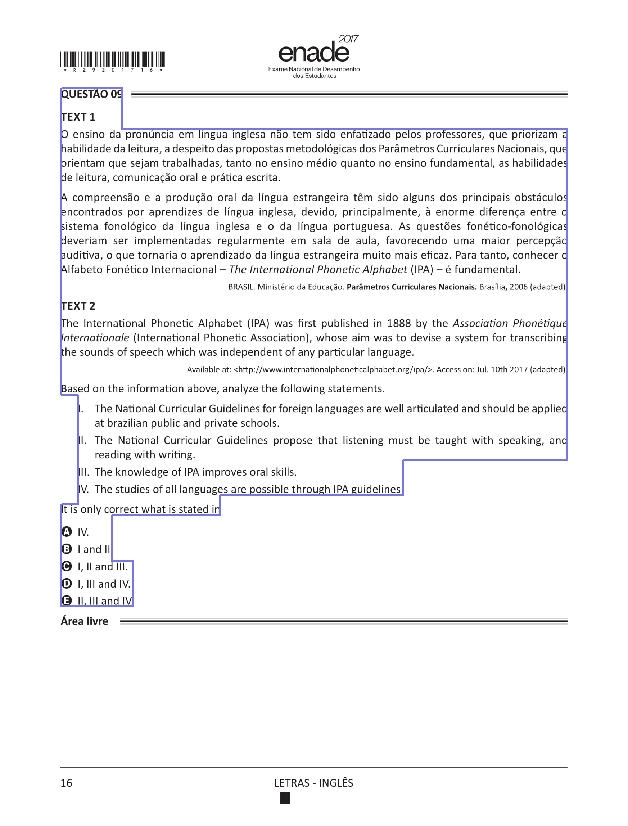 *R29201716*
enade 2017
Exame Nacional de Desempenho
dos Estudantes
QUESTÃO 09
TEXT 1
O ensino da pronúncia em língua inglesa não tem sido enfatizado pelos professores, que priorizam a
habilidade da leitura, a despeito das propostas metodológicas dos Parâmetros Curriculares Nacionais, que
orientam que sejam trabalhadas, tanto no ensino médio quanto no ensino fundamental, as habilidades
de leitura, comunicação oral e prática escrita.
A compreensão e a produção oral da língua estrangeira têm sido alguns dos principais obstáculos
encontrados por aprendizes de língua inglesa, devido, principalmente, à enorme diferença entre o
sistema fonológico da língua inglesa e o da língua portuguesa. As questões fonético-fonológicas
deveriam ser implementadas regularmente em sala de aula, favorecendo uma maior percepção
auditiva, o que tornaria o aprendizado da língua estrangeira muito mais eficaz. Para tanto, conhecer o
Alfabeto Fonético Internacional – The International Phonetic Alphabet (IPA) – é fundamental.
BRASIL. Ministério da Educação. Parâmetros Curriculares Nacionais. Brasília, 2006 (adapted).
TEXT 2
The International Phonetic Alphabet (IPA) was first published in 1888 by the Association Phonétique
Internationale (International Phonetic Association), whose aim was to devise a system for transcribing
the sounds of speech which was independent of any particular language.
Available at: <http://www.internationalphoneticalphabet.org/ipa/>. Access on: Jul. 10th 2017 (adapted).
Based on the information above, analyze the following statements.
I. The National Curricular Guidelines for foreign languages are well articulated and should be applied
at brazilian public and private schools.
II. The National Curricular Guidelines propose that listening must be taught with speaking, and
reading with writing.
III. The knowledge of IPA improves oral skills.
IV. The studies of all languages are possible through IPA guidelines.
It is only correct what is stated in
A IV.
B I and II.
C I, II and III.
D I, III and IV.
E II, III and IV.
Área livre
16
LETRAS - INGLÊS